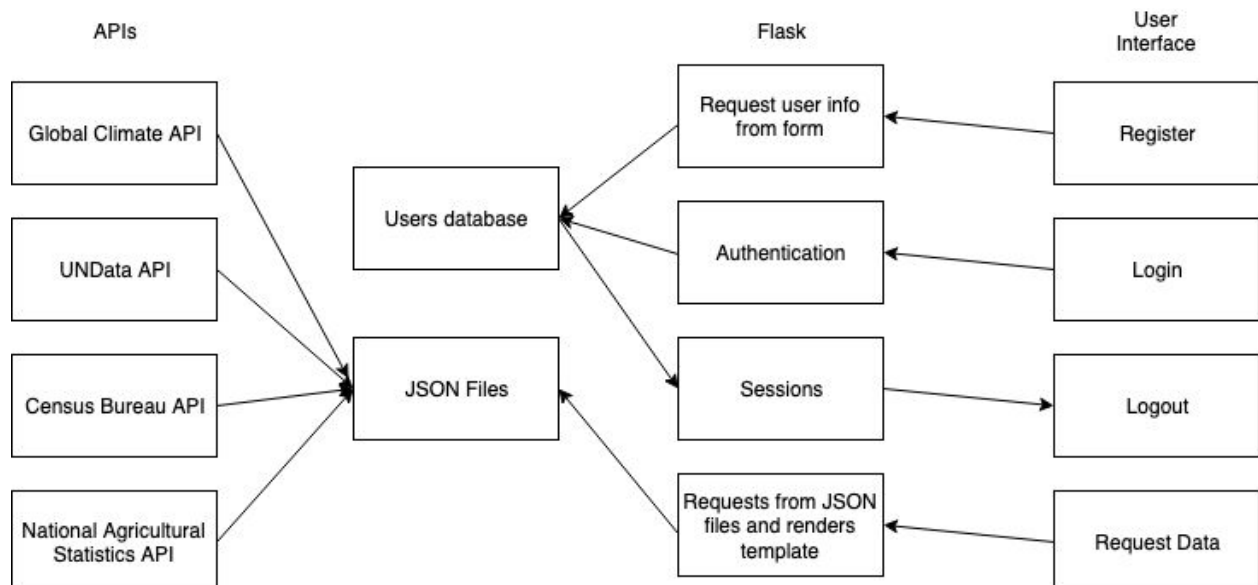 APIs
Flask
User
Interface
Global Climate API
UNData API
Census Bureau API
National Agricultural
Statistics API
Users database
JSON Files
Request user info
from form
Authentication
Sessions
Requests from JSON
files and renders
template
Register
Login
Logout
Request Data